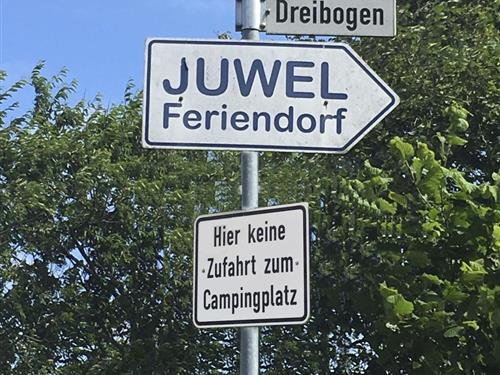 Dreibogen
JUWEL
Feriendorf
Hier keine
Zufahrt zum
Campingplatz